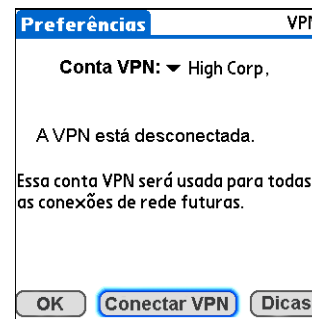 Preferências VPN
Conta VPN: High Corp.
A VPN está desconectada.
Essa conta VPN será usada para todas
as conexões de rede futuras.
OK Conectar VPN Dicas